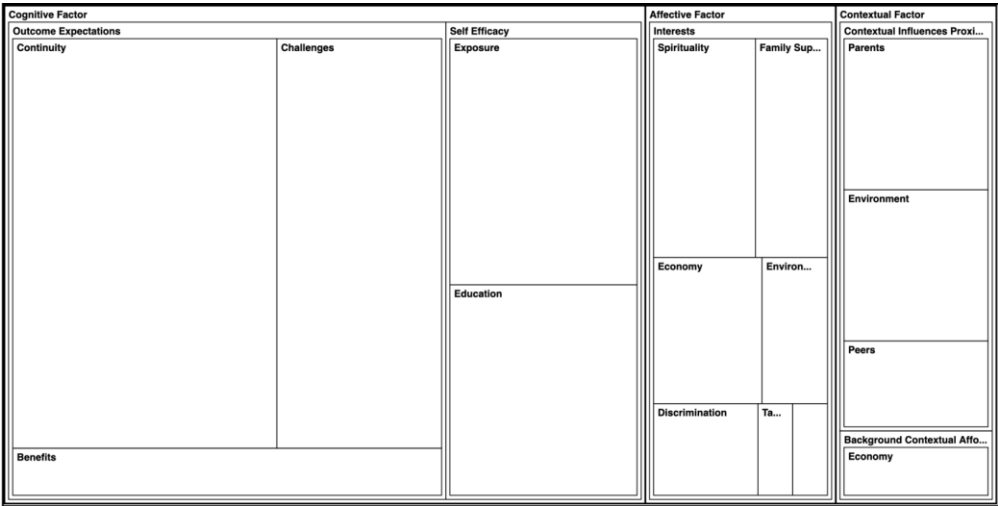 Cognitive Factor
Outcome Expectations
Continuity
Challenges
Benefits
Self Efficacy
Exposure
Education
Affective Factor
Interests
Spirituality
Family Sup...
Economy
Environ...
Discrimination
Ta...
Contextual Factor
Contextual Influences Proxi...
Parents
Environment
Peers
Background Contextual Affo...
Economy